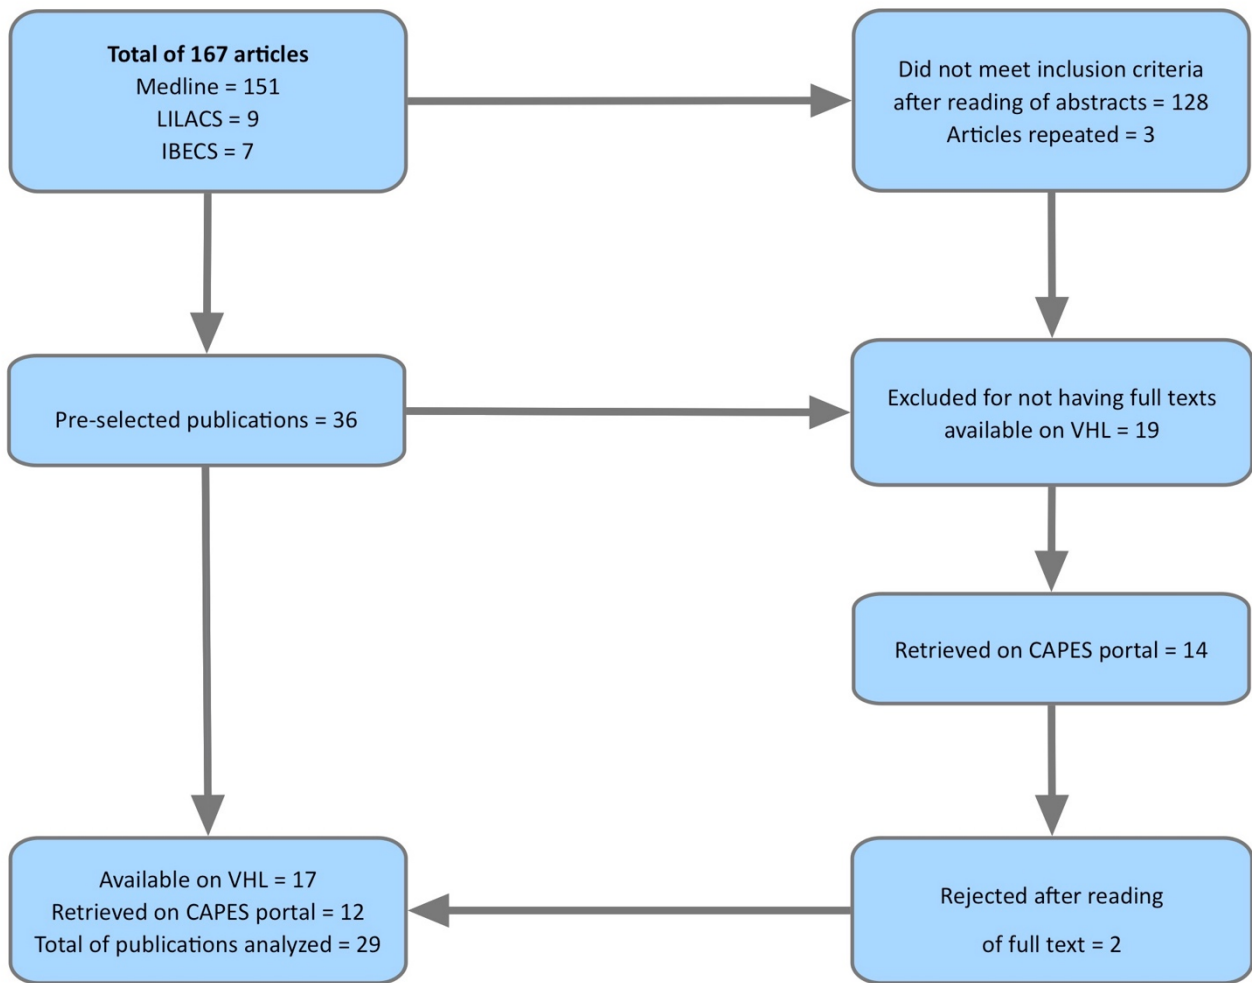 Total of 167 articles
Medline = 151
LILACS = 9
IBECS = 7
Did not meet inclusion criteria
after reading of abstracts = 128
Articles repeated = 3
Pre-selected publications = 36
Excluded for not having full texts
available on VHL = 19
Retrieved on CAPES portal = 14
Available on VHL = 17
Retrieved on CAPES portal = 12
Total of publications analyzed = 29
Rejected after reading
of full text = 2